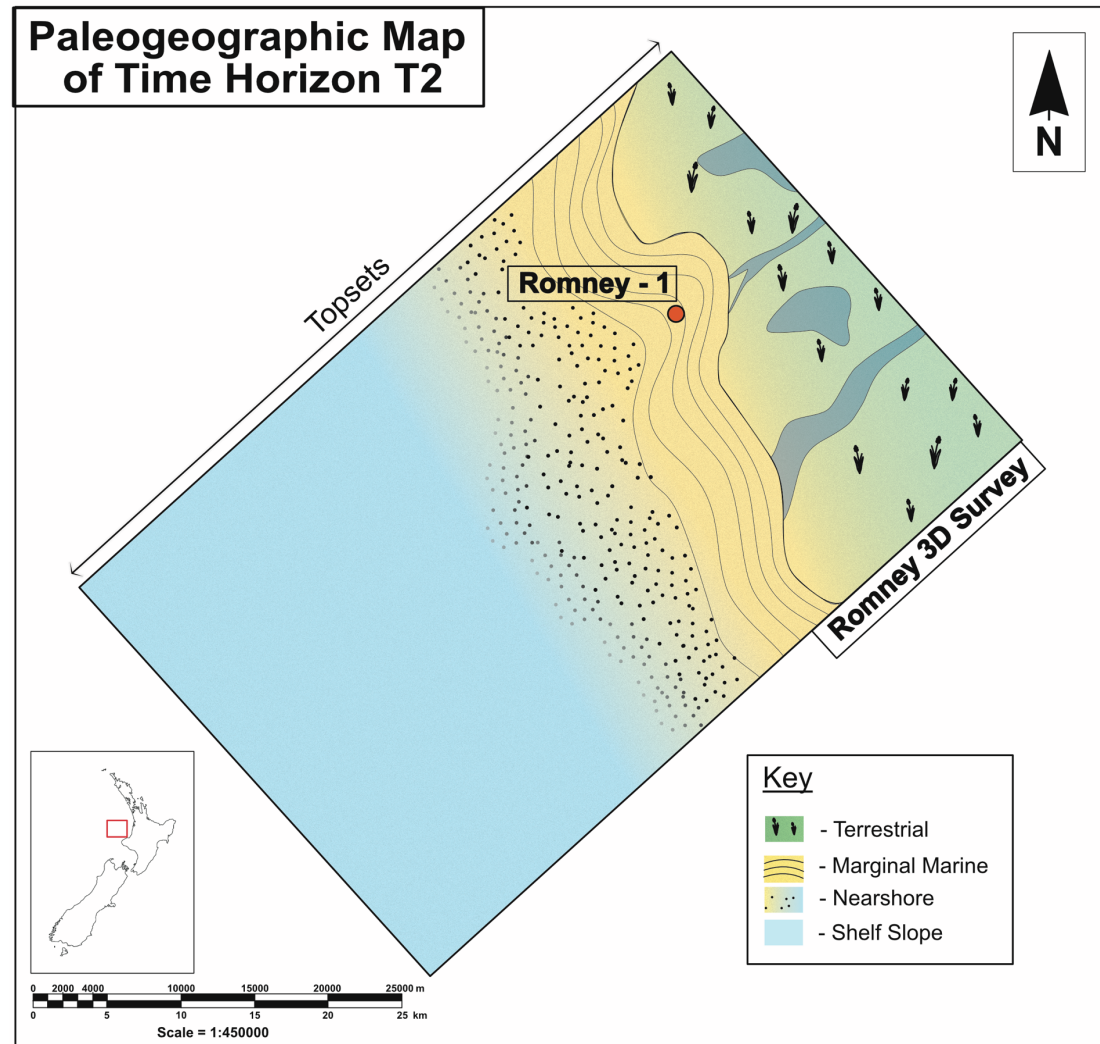 Paleogeographic Map
of Time Horizon T2
N
Topsets
Romney - 1
Romney 3D Survey
Key
- Terrestrial
- Marginal Marine
- Nearshore
- Shelf Slope
0 2000 4000 10000 15000 20000 25000 m
0 5 10 15 20 25 km
Scale = 1:450000